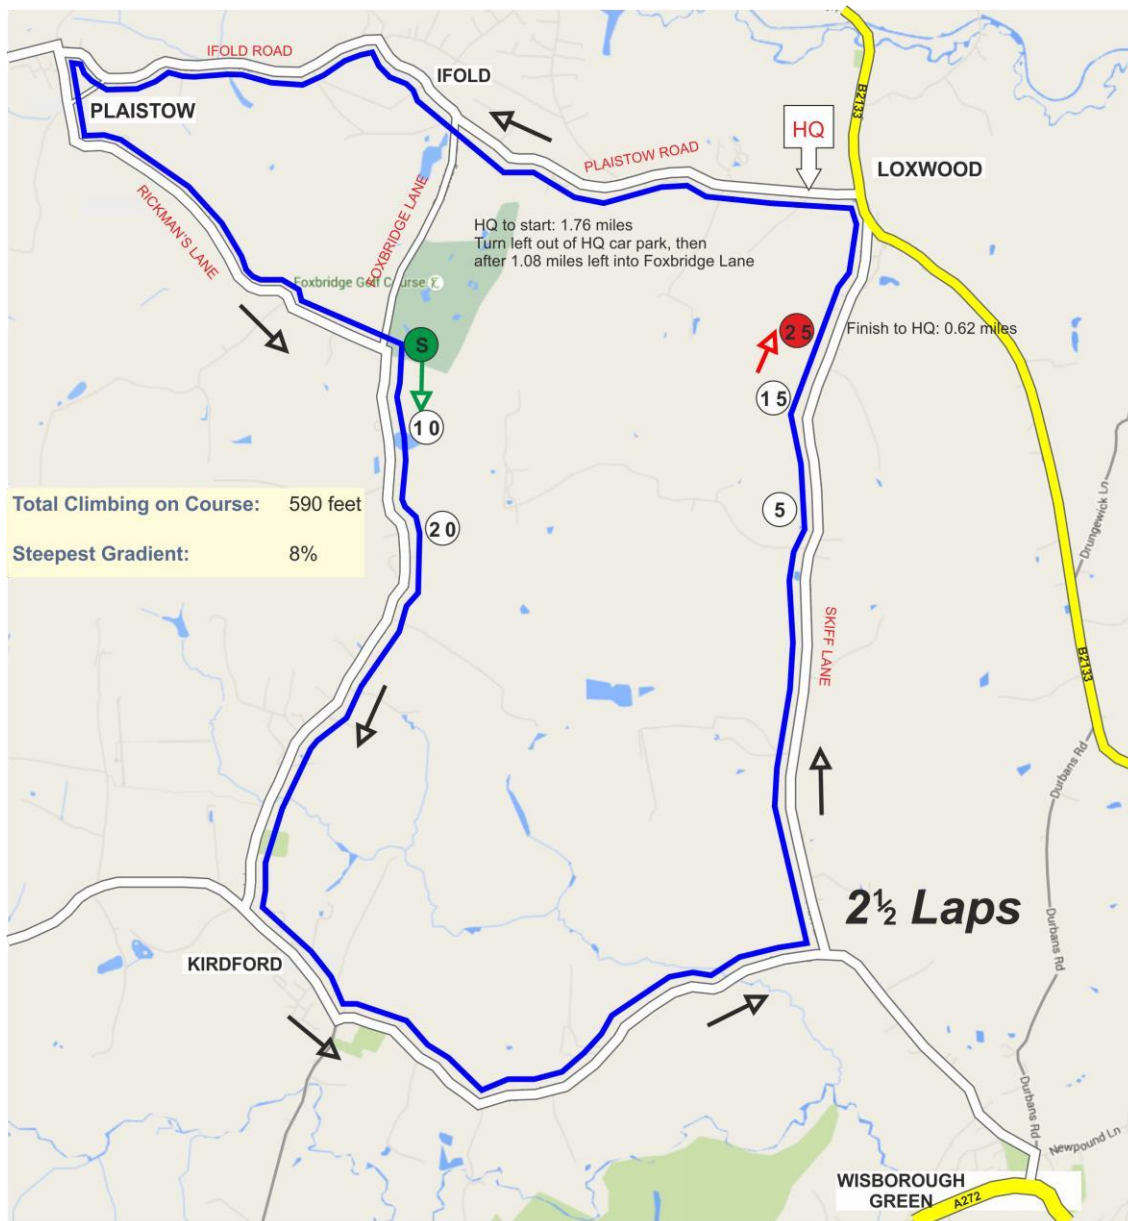 IFOLD ROAD
IFOLD
PLAISTOW
B2133
HQ
PLAISTOW ROAD
LOXWOOD
RICKMAN'S LANE
FOXBRIDGE LANE
HQ to start: 1.76 miles
Turn left out of HQ car park, then
after 1.08 miles left into Foxbridge Lane
Foxbridge Golf Course
S
25
Finish to HQ: 0.62 miles
15
10
5
20
Total Climbing on Course: 590 feet
Steepest Gradient: 8%
Drungewick Ln
SKIFF LANE
B2133
Durbans Rd
2½ Laps
Durbans Rd
KIRDFORD
Durbans Rd
Newpound Ln
WISBOROUGH
GREEN
A272